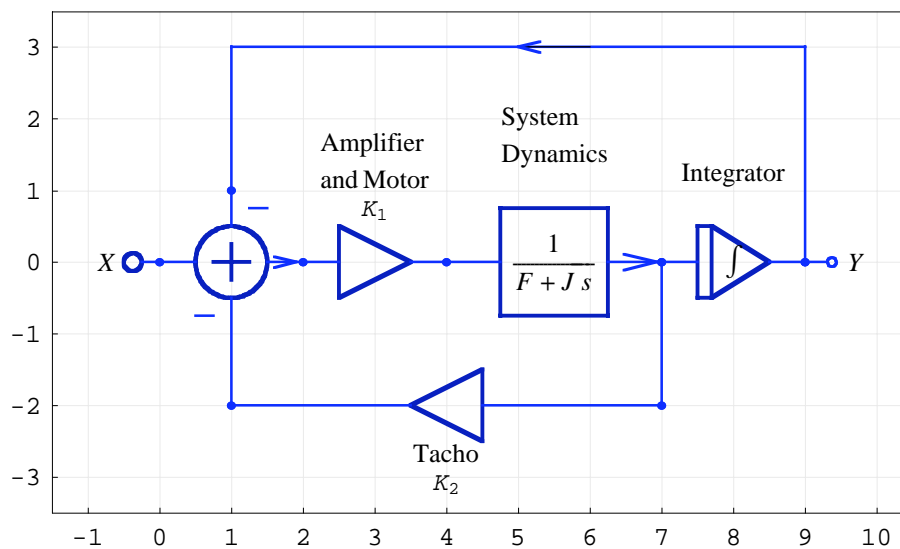 3
2
1
0
-1
-2
-3
-1 0 1 2 3 4 5 6 7 8 9 10
System
Dynamics
Amplifier
and Motor
K₁
Integrator
−
X
+
1
F + J s
∫
Y
−
Tacho
K₂